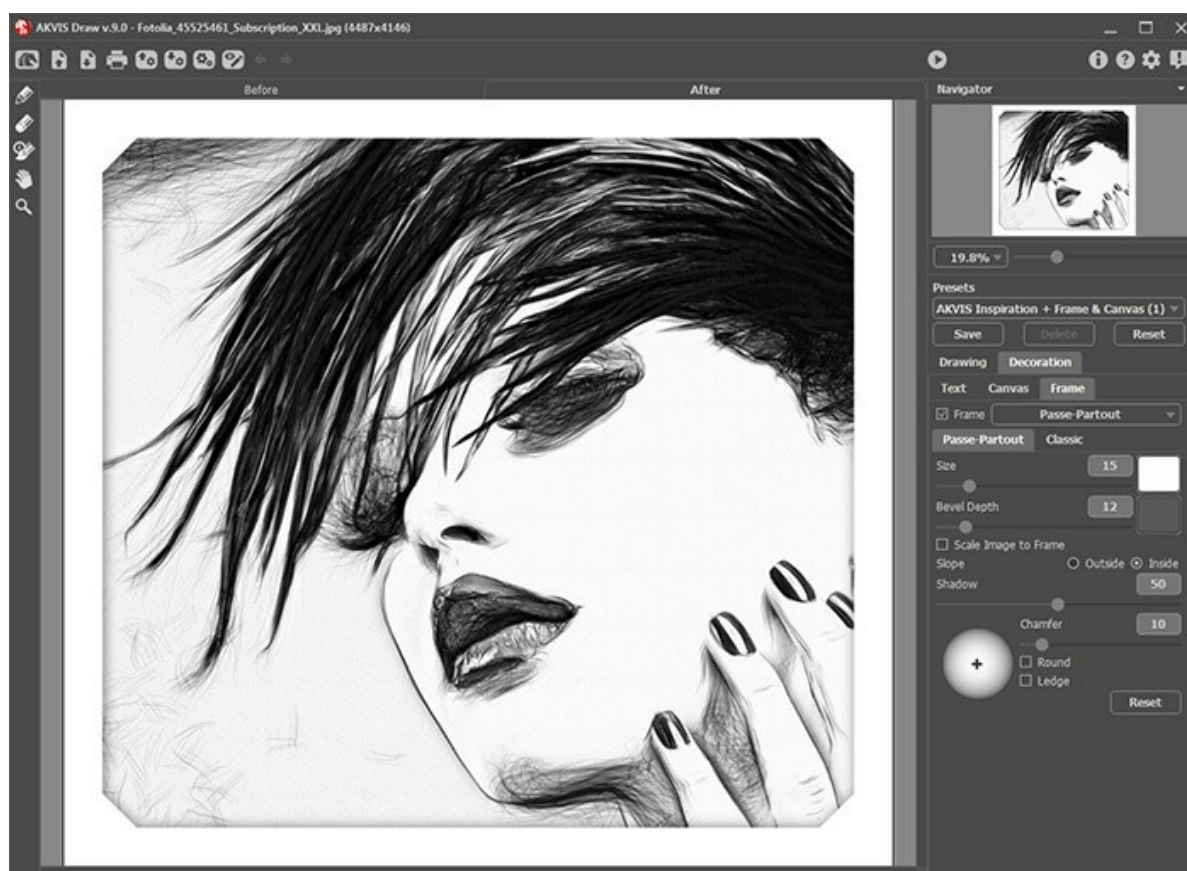 AKVIS Draw v.9.0 - Fotolia_45525461_Subscription_XXL.jpg (4487x4146)
Before
After
Navigator
19.8%
Presets
AKVIS Inspiration + Frame & Canvas (1)
Save Delete Reset
Drawing Decoration
Text Canvas Frame
Frame Passe-Partout
Passe-Partout Classic
Size 15
Bevel Depth 12
Scale Image to Frame
Slope Outside Inside
Shadow 50
Chamfer 10
Round
Ledge
Reset